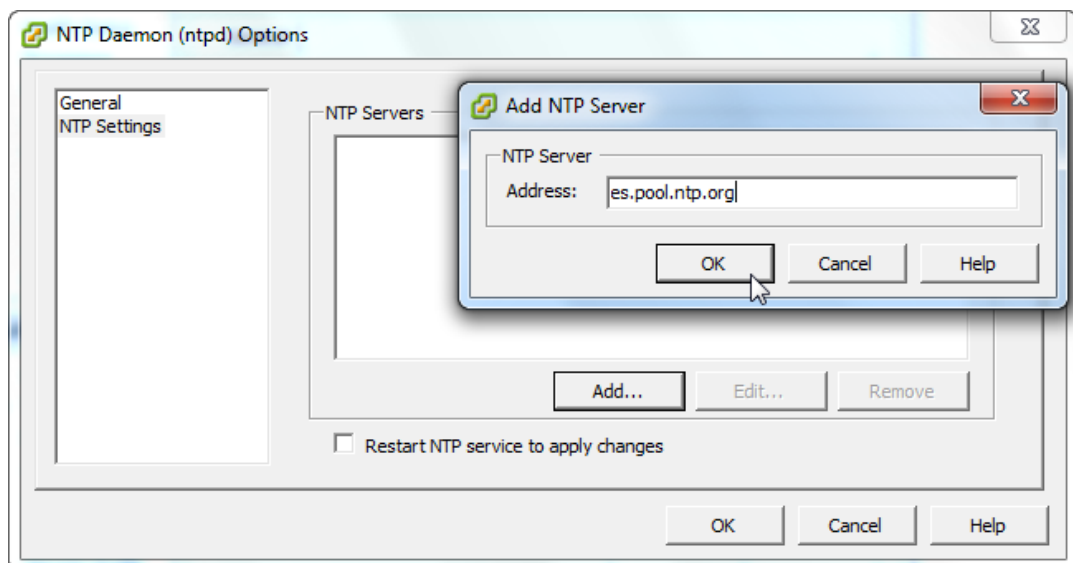 NTP Daemon (ntpd) Options
General
NTP Settings
NTP Servers
Add NTP Server
NTP Server
Address: es.pool.ntp.org
OK Cancel Help
Add... Edit... Remove
Restart NTP service to apply changes
OK Cancel Help